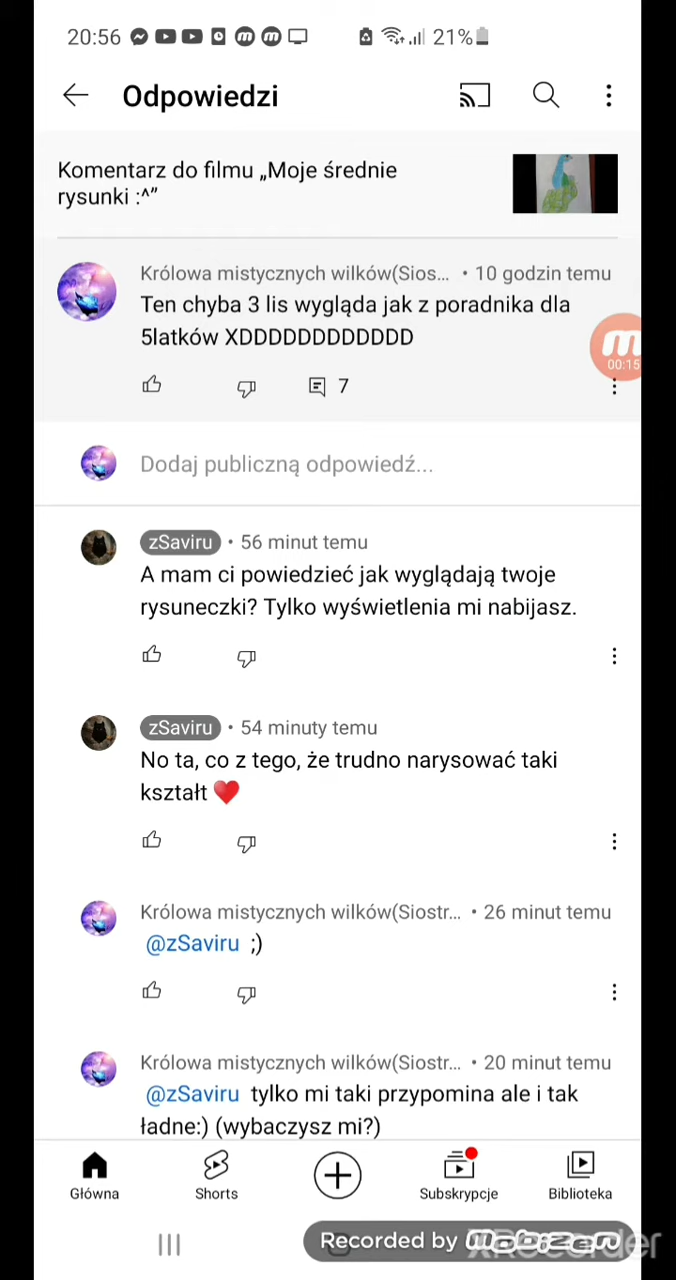 20:56
21%
Odpowiedzi
Komentarz do filmu „Moje średnie
rysunki :^”
Królowa mistycznych wilków(Sios... • 10 godzin temu
Ten chyba 3 lis wygląda jak z poradnika dla
5latków XDDDDDDDDDDDD
7
00:15
Dodaj publiczną odpowiedź...
zSaviru • 56 minut temu
A mam ci powiedzieć jak wyglądają twoje
rysuneczki? Tylko wyświetlenia mi nabijasz.
zSaviru • 54 minuty temu
No ta, co z tego, że trudno narysować taki
kształt ❤️
Królowa mistycznych wilków(Siostr... • 26 minut temu
@zSaviru ;)
Królowa mistycznych wilków(Siostr... • 20 minut temu
@zSaviru tylko mi taki przypomina ale i tak
ładne:) (wybaczysz mi?)
Główna
Shorts
Subskrypcje
Biblioteka
Recorded by mobizen
XRecorder